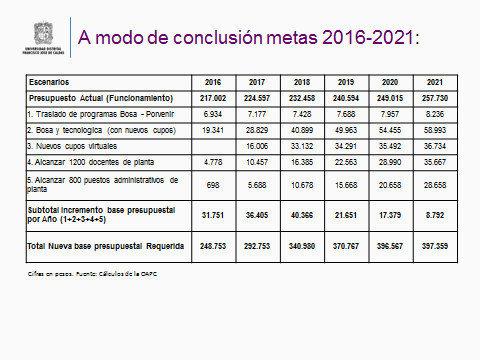 UNIVERSIDAD DISTRITAL
FRANCISCO JOSÉ DE CALDAS
A modo de conclusión metas 2016-2021:
Escenarios 2016 2017 2018 2019 2020 2021
Presupuesto Actual (Funcionamiento) 217.002 224.597 232.458 240.594 249.015 257.730
1. Traslado de programas Bosa - Porvenir 6.934 7.177 7.428 7.688 7.957 8.236
2. Bosa y tecnologica (con nuevos cupos) 19.341 28.829 40.899 49.963 54.455 58.993
3. Nuevos cupos virtuales 16.006 33.132 34.291 35.492 36.734
4. Alcanzar 1200 docentes de planta 4.778 10.457 16.385 22.563 28.990 35.667
5. Alcanzar 800 puestos administrativos de
planta 698 5.688 10.678 15.668 20.658 28.658
Subtotal Incremento base presupuestal
por Año (1+2+3+4+5) 31.751 36.405 40.366 21.651 17.379 8.792
Total Nueva base presupuestal Requerida 248.753 292.753 340.980 370.767 396.567 397.359
Cifras en pesos. Fuente: Cálculos de la OAPC